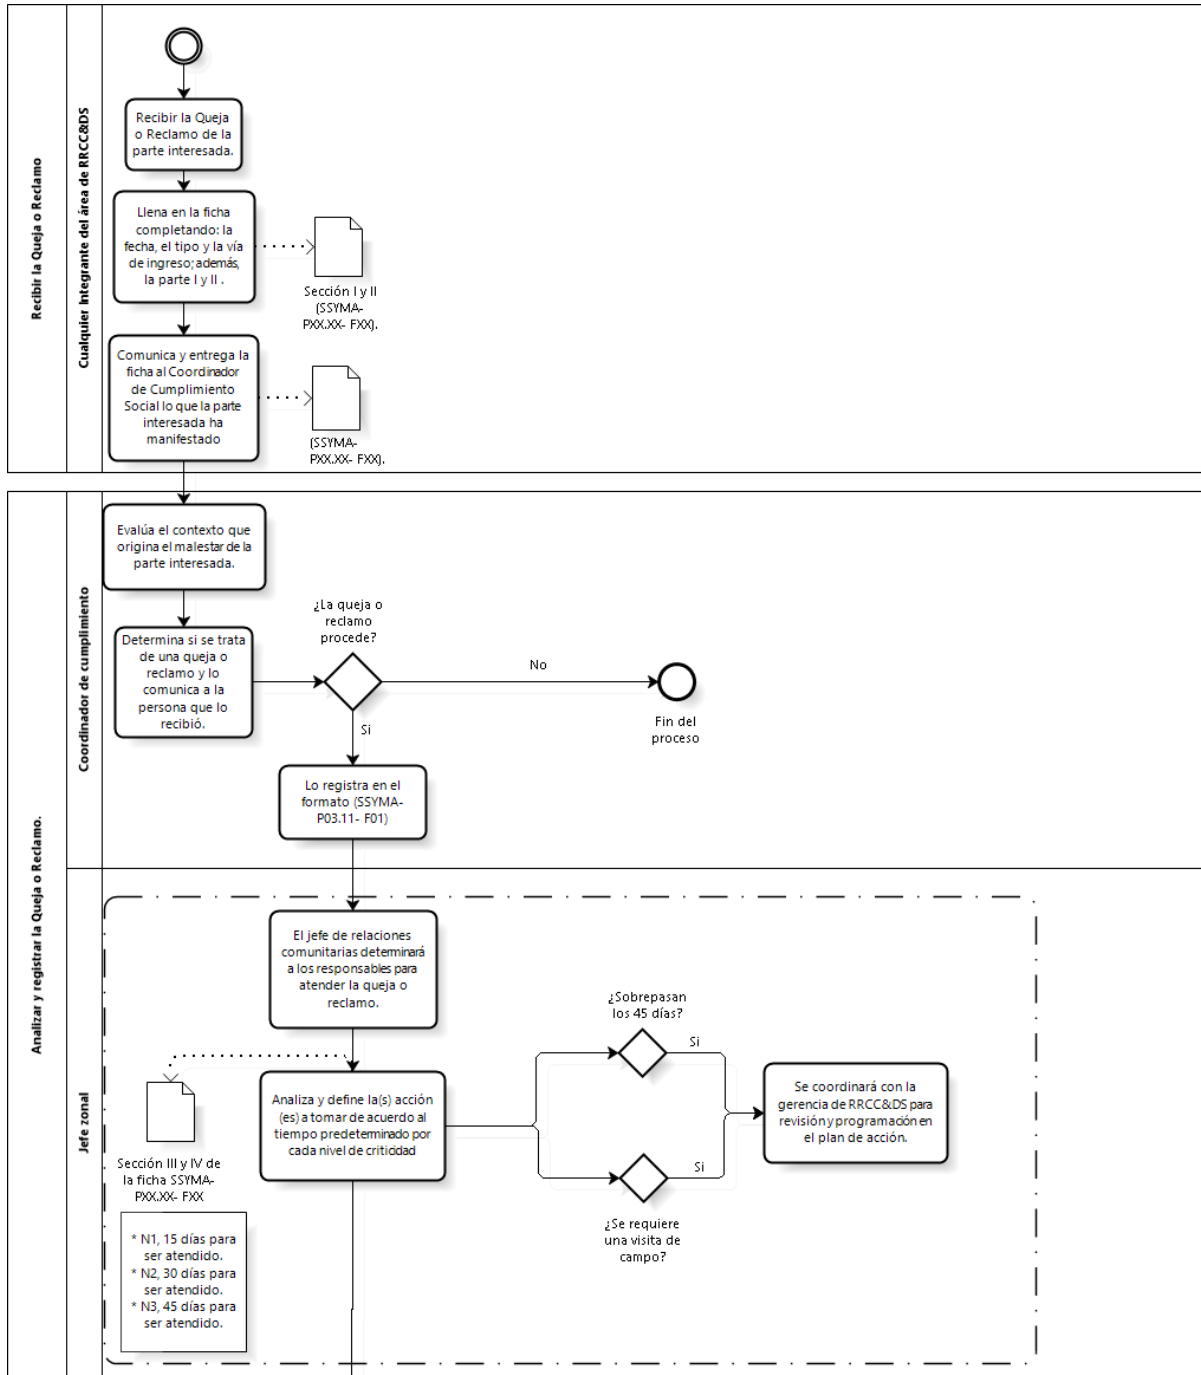 Recibir la Queja o Reclamo
Cualquier Integrante del área de RRCC&DS
Recibir la Queja
o Reclamo de la
parte interesada.
Llena en la ficha
completando: la
fecha, el tipo y la vía
de ingreso; además,
la parte I y II .
Sección I y II
(SSYMA-
PXX.XX- FXX).
Comunica y entrega la
ficha al Coordinador
de Cumplimiento
Social lo que la parte
interesada ha
manifestado
(SSYMA-
PXX.XX- FXX).
Analizar y registrar la Queja o Reclamo.
Coordinador de cumplimiento
Evalúa el contexto que
origina el malestar de la
parte interesada.
Determina si se trata
de una queja o
reclamo y lo
comunica a la
persona que lo
recibió.
¿La queja o
reclamo
procede?
No
Fin del
proceso
Si
Lo registra en el
formato (SSYMA-
P03.11- F01)
Jefe zonal
El jefe de relaciones
comunitarias determinará
a los responsables para
atender la queja o
reclamo.
Analiza y define la(s) acción
(es) a tomar de acuerdo al
tiempo predeterminado por
cada nivel de criticidad
Sección III y IV de
la ficha SSYMA-
PXX.XX- FXX
* N1, 15 días para
ser atendido.
* N2, 30 días para
ser atendido.
* N3, 45 días para
ser atendido.
¿Sobrepasan
los 45 días?
Si
Si
¿Se requiere
una visita de
campo?
Se coordinará con la
gerencia de RRCC&DS para
revisión y programación en
el plan de acción.